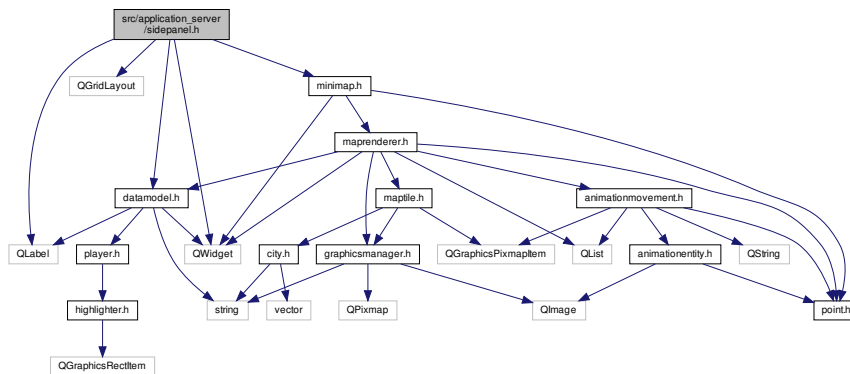 src/application_server
/sidepanel.h
QGridLayout
minimap.h
maprenderer.h
datamodel.h
maptile.h
animationmovement.h
QLabel
player.h
QWidget
city.h
graphicsmanager.h
QGraphicsPixmapItem
QList
animationentity.h
QString
highlighter.h
string
vector
QPixmap
QImage
point.h
QGraphicsRectItem